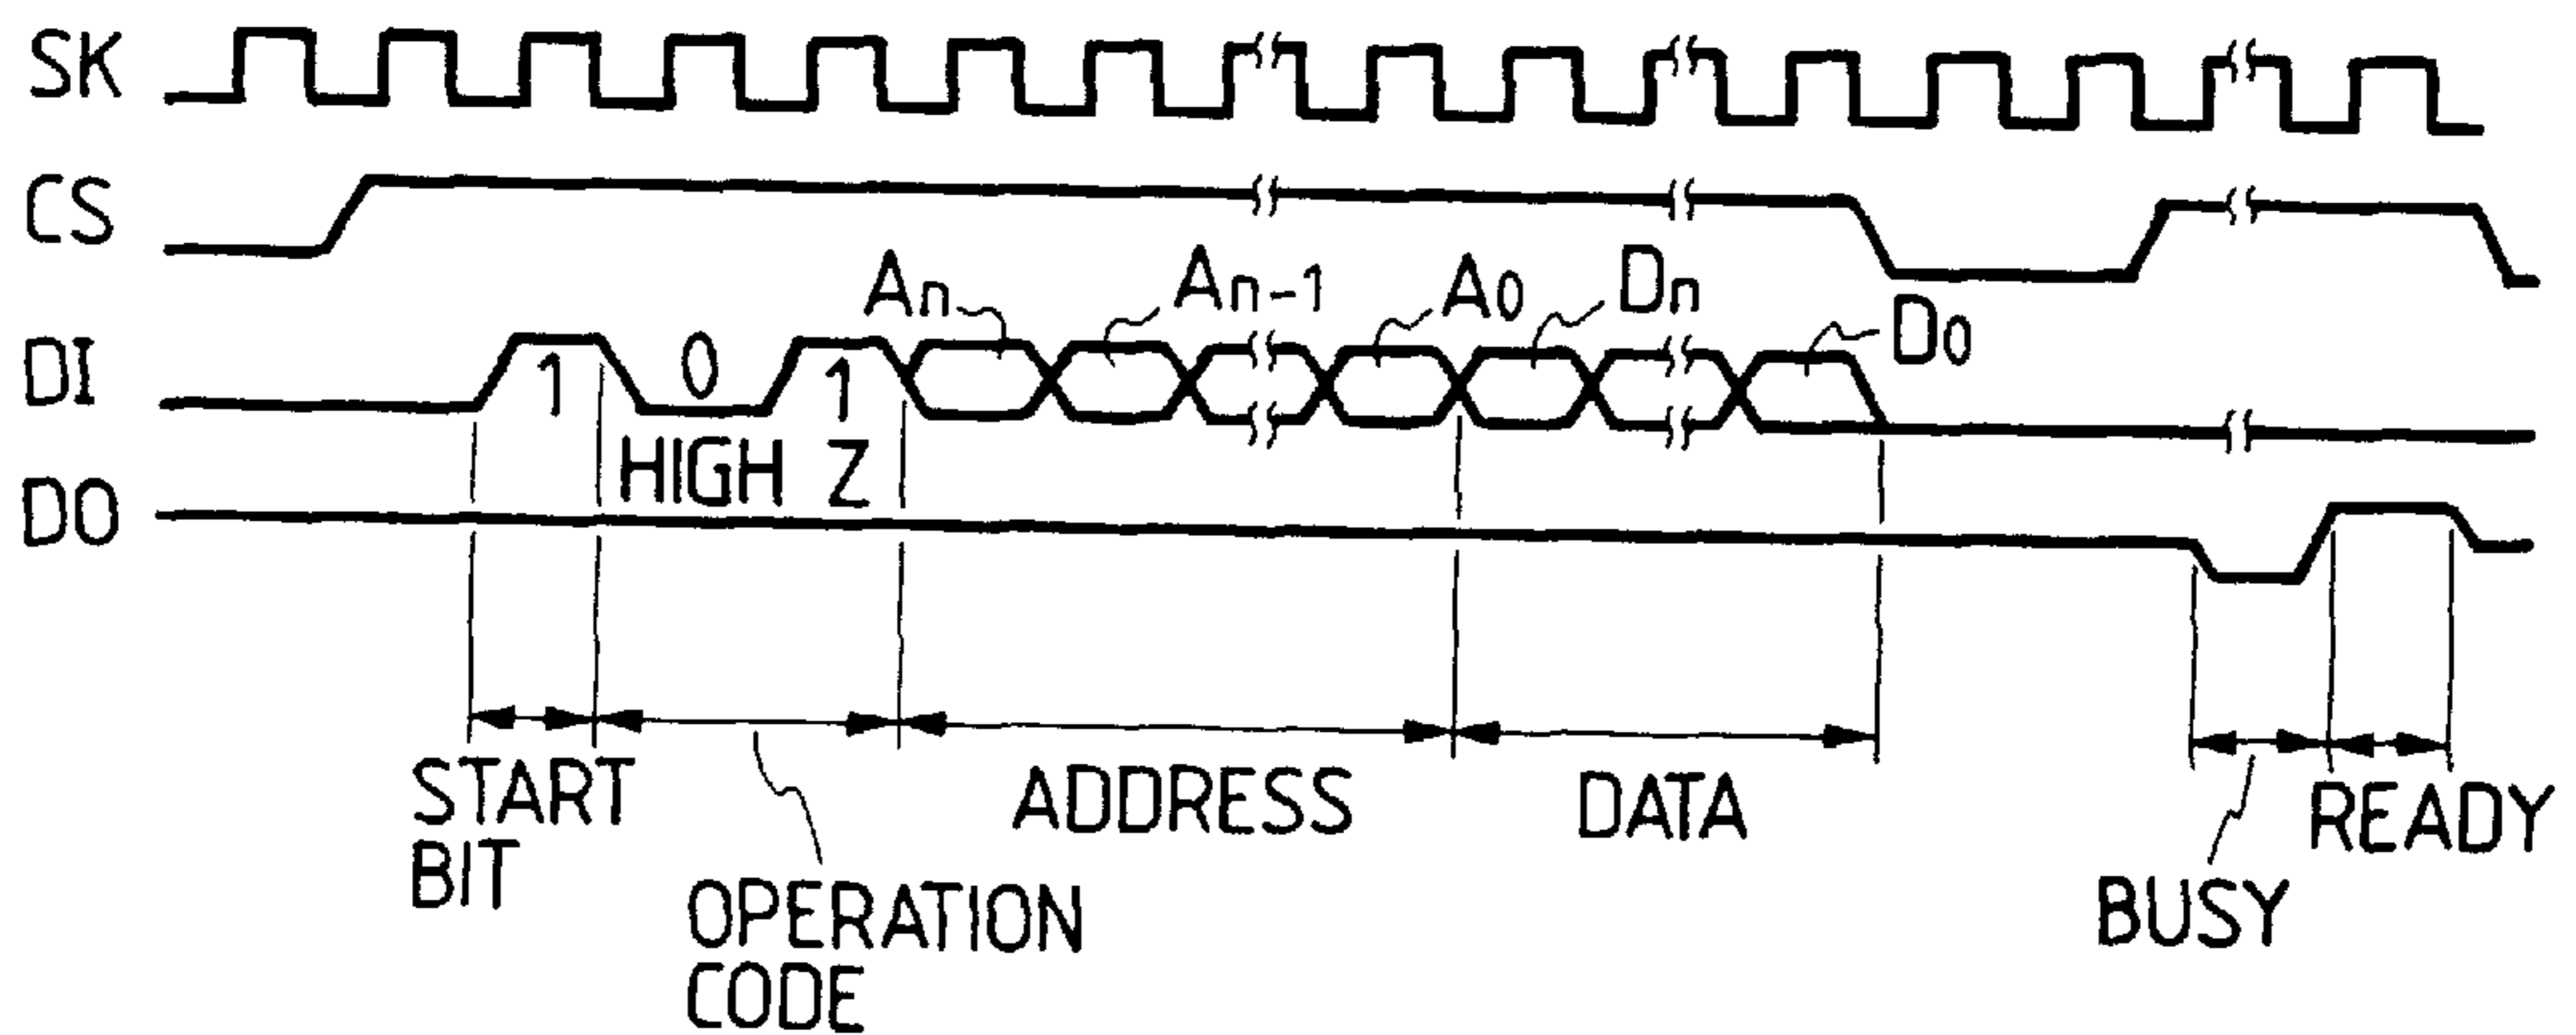 SK
CS
An
An-1
A0
Dn
D0
DI
1
0
1
HIGH Z
DO
START
BIT
OPERATION
CODE
ADDRESS
DATA
BUSY
READY